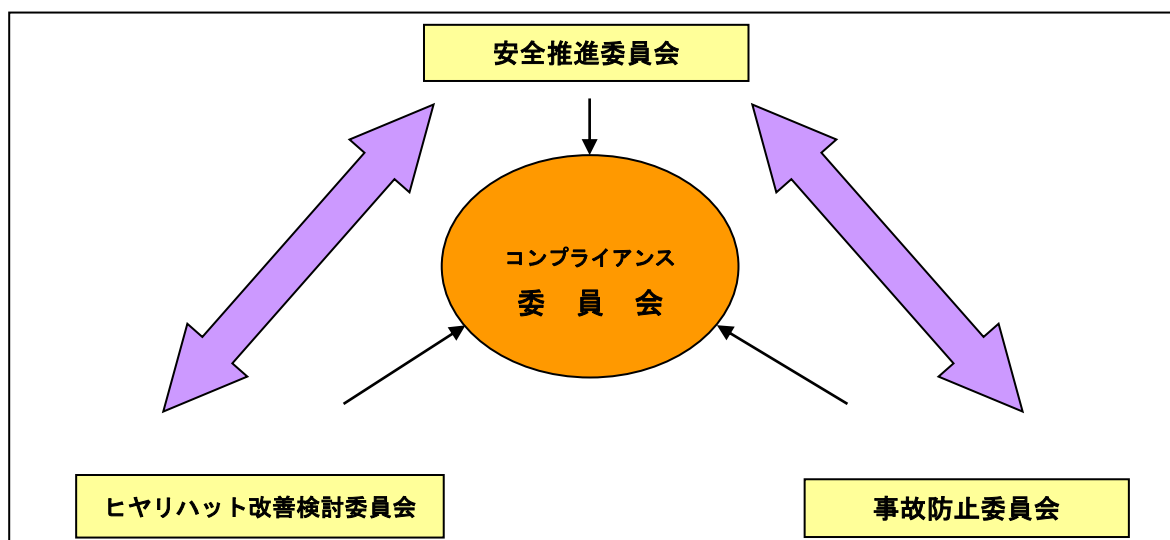 安全推進委員会
コンプライアンス
委 員 会
ヒヤリハット改善検討委員会
事故防止委員会